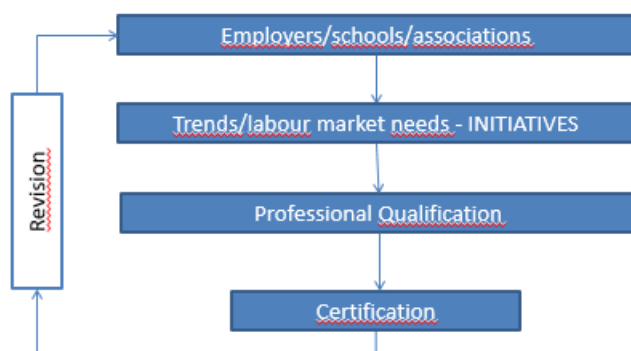 Employers/schools/associations
Trends/labour market needs - INITIATIVES
Revision
Professional Qualification
Certification